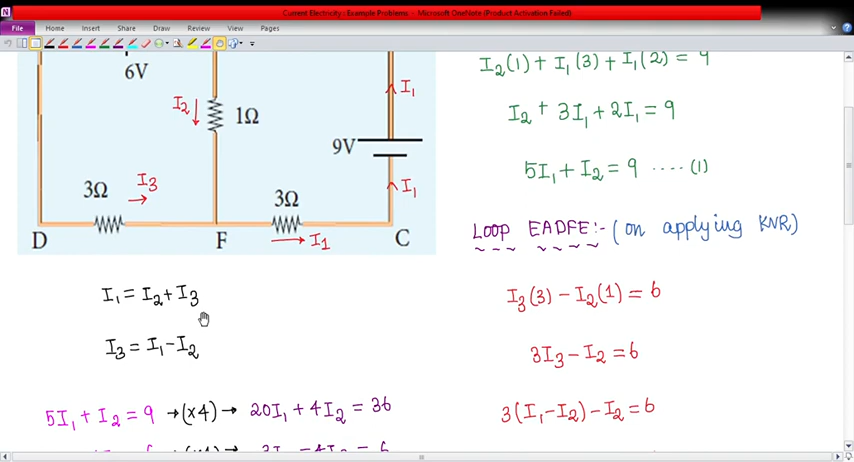 Current Electricity : Example Problems - Microsoft OneNote (Product Activation Failed)
File Home Insert Share Draw Review View
6V
I₂
1Ω
I₁
9V
I₁
3Ω
I₃
3Ω
I₁
D F C
I₁ = I₂ + I₃
I₃ = I₁ - I₂
5I₁ + I₂ = 9 → (×4) → 20I₁ + 4I₂ = 36
I₂(1) + I₁(3) + I₁(2) = 9
I₂ + 3I₁ + 2I₁ = 9
5I₁ + I₂ = 9 ....(1)
LOOP EADFE:- (on applying KVR)
I₃(3) - I₂(1) = 6
3I₃ - I₂ = 6
3(I₁ - I₂) - I₂ = 6